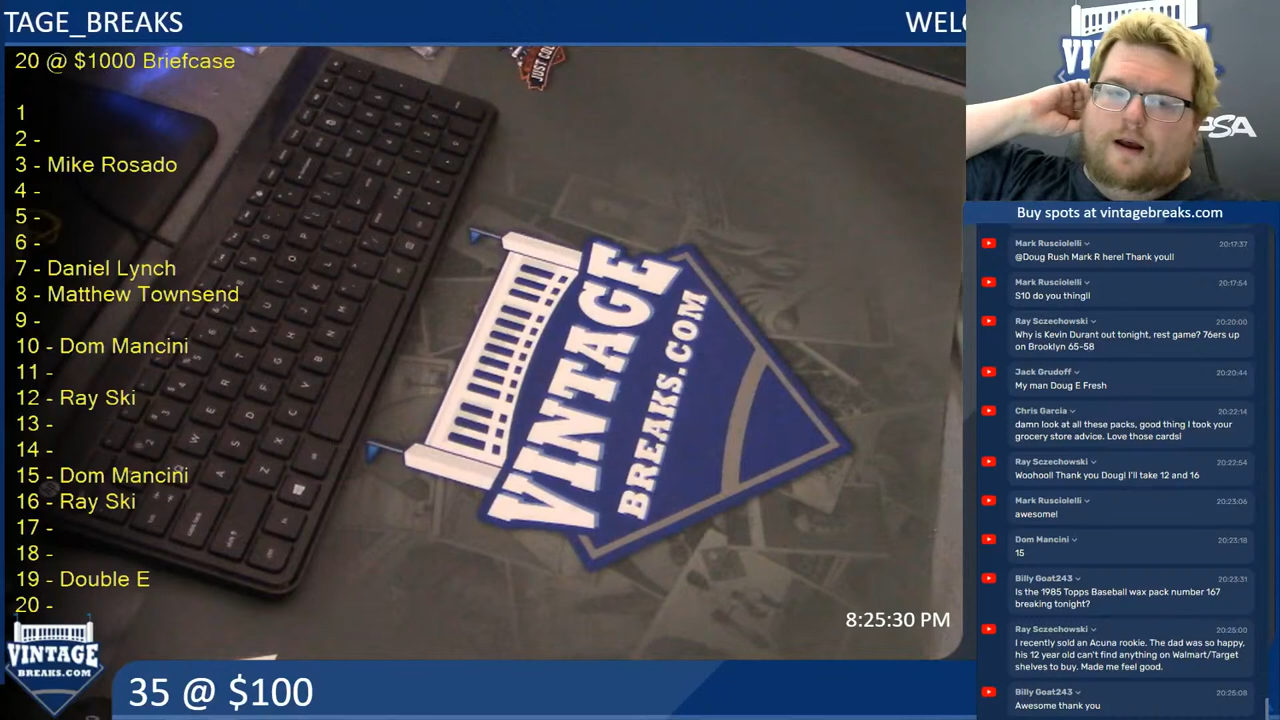 TAGE_BREAKS
WELC
20 @ $1000 Briefcase
1
2 -
3 - Mike Rosado
4 -
5 -
6 -
7 - Daniel Lynch
8 - Matthew Townsend
9 -
10 - Dom Mancini
11 -
12 - Ray Ski
13 -
14 -
15 - Dom Mancini
16 - Ray Ski
17 -
18 -
19 - Double E
20 -
JUST COL
VINTAGE
BREAKS.COM
8:25:30 PM
VINTAGE
BREAKS.COM
35 @ $100
VIN
PSA
Buy spots at vintagebreaks.com
Mark Rusciolelli 20:17:37
@Doug Rush Mark R here! Thank you!!
Mark Rusciolelli 20:17:54
S10 do you thing!!
Ray Sczechowski 20:20:00
Why is Kevin Durant out tonight, rest game? 76ers up
on Brooklyn 65-58
Jack Grudoff 20:20:44
My man Doug E Fresh
Chris Garcia 20:22:14
damn look at all these packs, good thing I took your
grocery store advice. Love those cards!
Ray Sczechowski 20:22:54
Woohoo!! Thank you Doug! I'll take 12 and 16
Mark Rusciolelli 20:23:06
awesome!
Dom Mancini 20:23:18
15
Billy Goat243 20:23:31
Is the 1985 Topps Baseball wax pack number 167
breaking tonight?
Ray Sczechowski 20:25:00
I recently sold an Acuna rookie. The dad was so happy,
his 12 year old can't find anything on Walmart/Target
shelves to buy. Made me feel good.
Billy Goat243 20:25:08
Awesome thank you